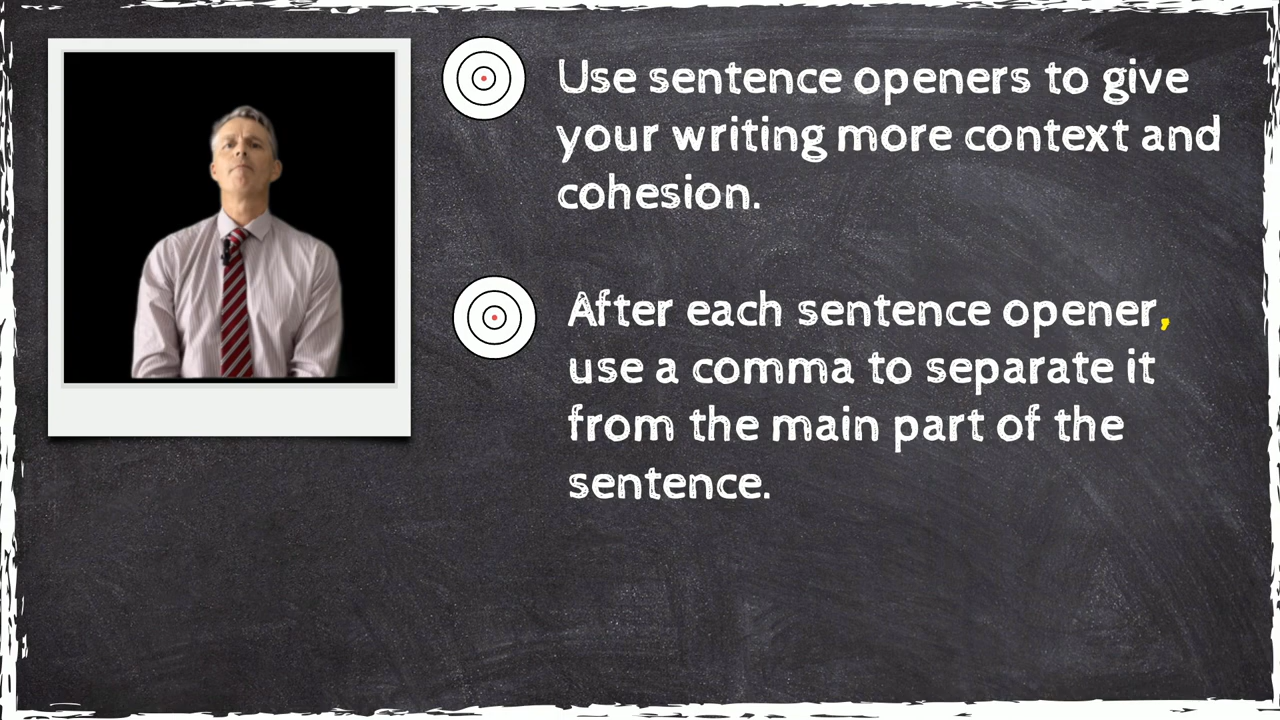 Use sentence openers to give
your writing more context and
cohesion.
After each sentence opener,
use a comma to separate it
from the main part of the
sentence.